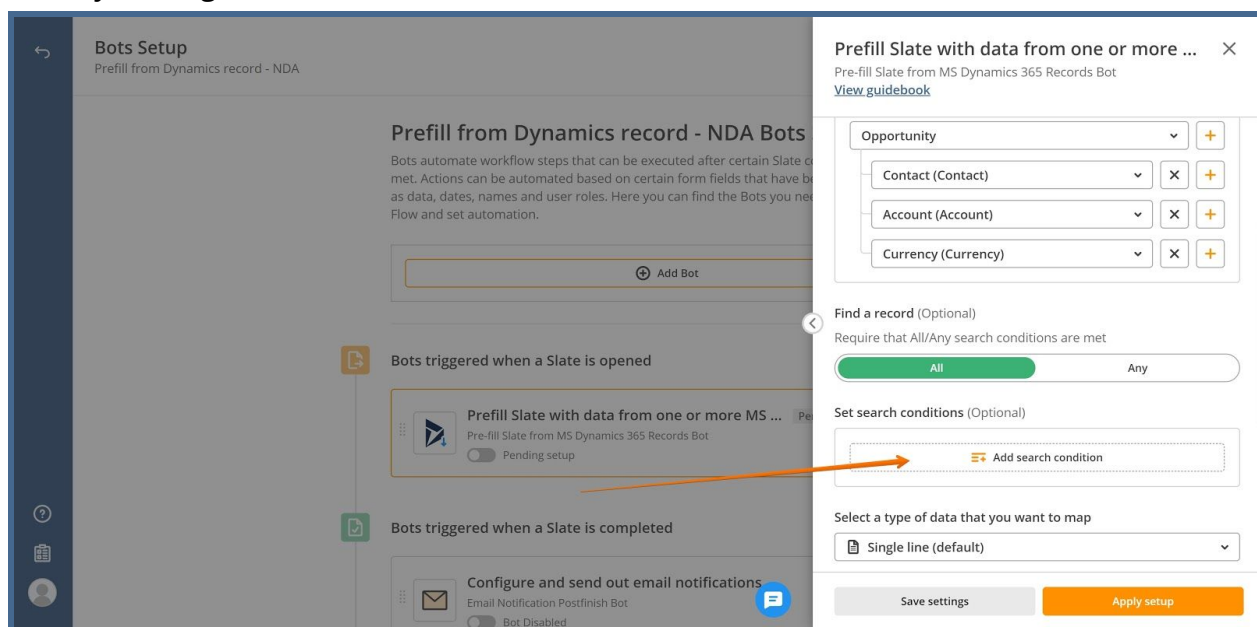 Bots Setup
Prefill from Dynamics record - NDA
Prefill from Dynamics record - NDA Bots
Bots automate workflow steps that can be executed after certain Slate
met. Actions can be automated based on certain form fields that have
as data, dates, names and user roles. Here you can find the Bots you
Flow and set automation.
Add Bot
Bots triggered when a Slate is opened
Prefill Slate with data from one or more MS ...
Pre-fill Slate from MS Dynamics 365 Records Bot
Pending setup
Bots triggered when a Slate is completed
Configure and send out email notifications
Email Notification Postfinish Bot
Bot Disabled
Prefill Slate with data from one or more ...
Pre-fill Slate from MS Dynamics 365 Records Bot
View guidebook
Opportunity
Contact (Contact)
Account (Account)
Currency (Currency)
Find a record (Optional)
Require that All/Any search conditions are met
All
Any
Set search conditions (Optional)
Add search condition
Select a type of data that you want to map
Single line (default)
Save settings
Apply setup